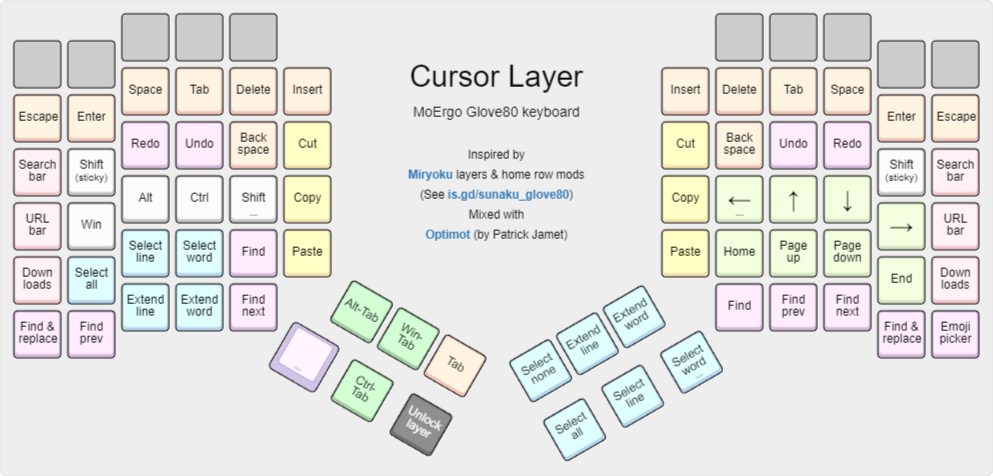 Cursor Layer
MoErgo Glove80 keyboard
Inspired by
Miryoku layers & home row mods
(See is.gd/sunaku_glove80)
Mixed with
Optimot (by Patrick Jamet)
Space Tab Delete Insert
Escape Enter
Redo Undo Back space Cut
Search bar Shift (sticky)
Alt Ctrl Shift _ Copy
URL bar Win
Select line Select word Find Paste
Down loads Select all
Extend line Extend word Find next
Find & replace Find prev
Alt-Tab Win-Tab Tab
_ Ctrl-Tab Unlock layer
Insert Delete Tab Space
Enter Escape
Cut Back space Undo Redo
Shift (sticky) Search bar
Copy ← _ ↑ ↓
→ URL bar
Paste Home Page up Page down
End Down loads
Find Find prev Find next
Find & replace Emoji picker
Select none Extend line Extend word
Select all Select line Select word _